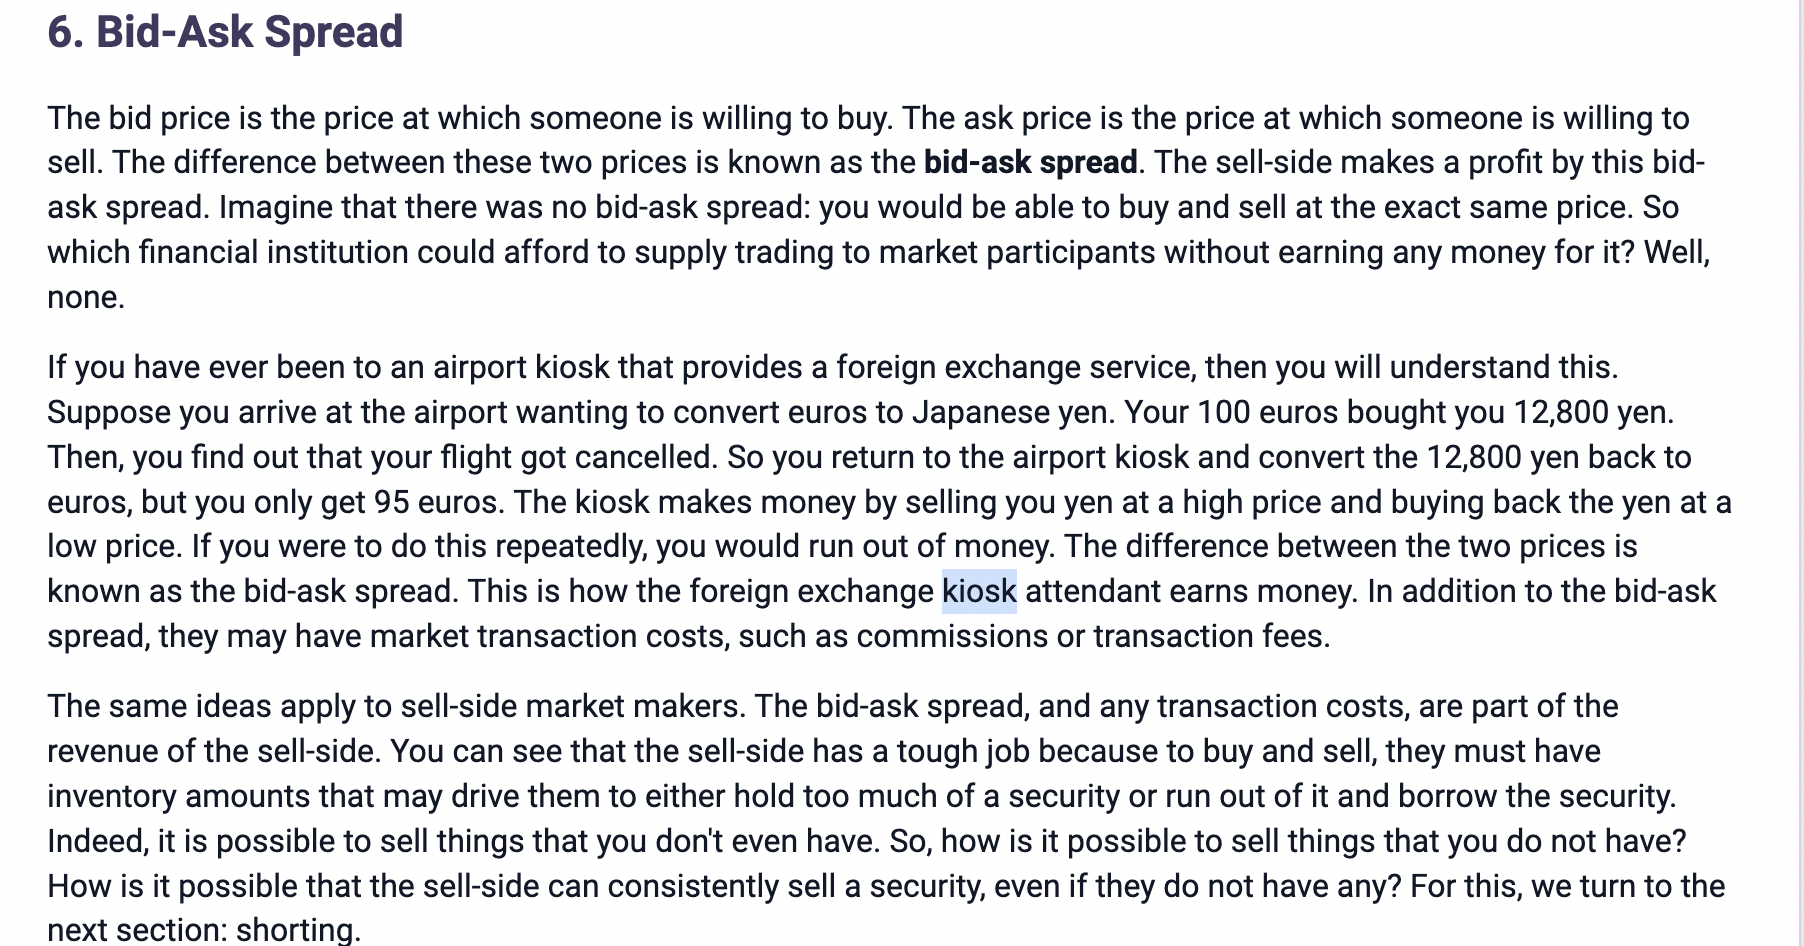 6. Bid-Ask Spread
The bid price is the price at which someone is willing to buy. The ask price is the price at which someone is willing to
sell. The difference between these two prices is known as the bid-ask spread. The sell-side makes a profit by this bid-
ask spread. Imagine that there was no bid-ask spread: you would be able to buy and sell at the exact same price. So
which financial institution could afford to supply trading to market participants without earning any money for it? Well,
none.
If you have ever been to an airport kiosk that provides a foreign exchange service, then you will understand this.
Suppose you arrive at the airport wanting to convert euros to Japanese yen. Your 100 euros bought you 12,800 yen.
Then, you find out that your flight got cancelled. So you return to the airport kiosk and convert the 12,800 yen back to
euros, but you only get 95 euros. The kiosk makes money by selling you yen at a high price and buying back the yen at a
low price. If you were to do this repeatedly, you would run out of money. The difference between the two prices is
known as the bid-ask spread. This is how the foreign exchange kiosk attendant earns money. In addition to the bid-ask
spread, they may have market transaction costs, such as commissions or transaction fees.
The same ideas apply to sell-side market makers. The bid-ask spread, and any transaction costs, are part of the
revenue of the sell-side. You can see that the sell-side has a tough job because to buy and sell, they must have
inventory amounts that may drive them to either hold too much of a security or run out of it and borrow the security.
Indeed, it is possible to sell things that you don't even have. So, how is it possible to sell things that you do not have?
How is it possible that the sell-side can consistently sell a security, even if they do not have any? For this, we turn to the
next section: shorting.